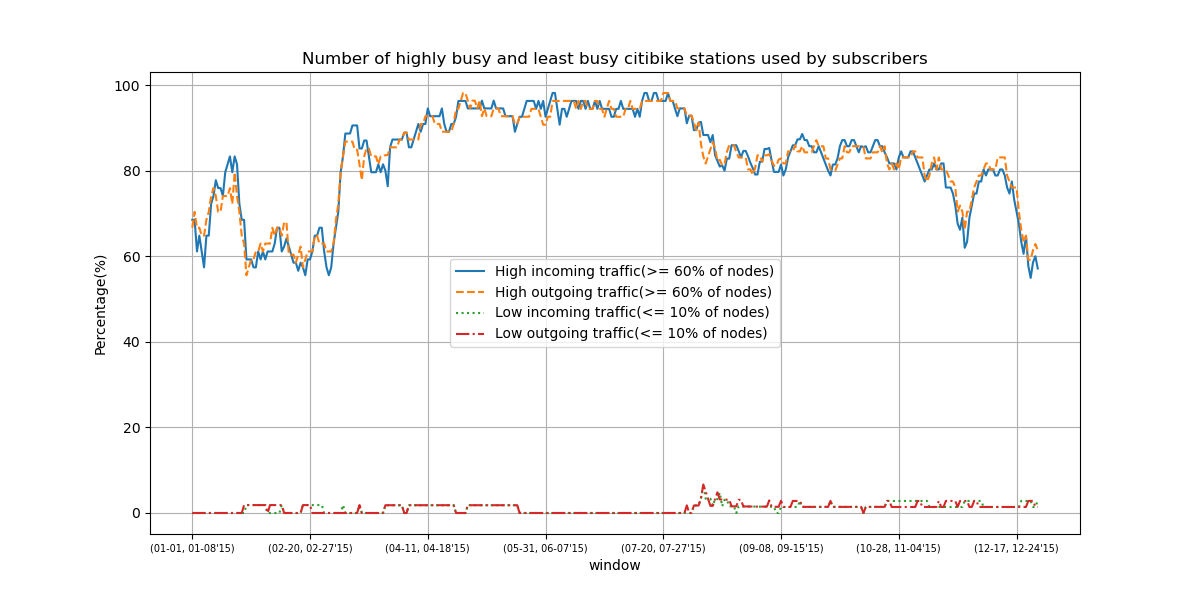 Number of highly busy and least busy citibike stations used by subscribers
100
80
60
40
20
0
Percentage(%)
High incoming traffic(>= 60% of nodes)
High outgoing traffic(>= 60% of nodes)
Low incoming traffic(<= 10% of nodes)
Low outgoing traffic(<= 10% of nodes)
(01-01, 01-08'15) (02-20, 02-27'15) (04-11, 04-18'15) (05-31, 06-07'15) (07-20, 07-27'15) (09-08, 09-15'15) (10-28, 11-04'15) (12-17, 12-24'15)
window